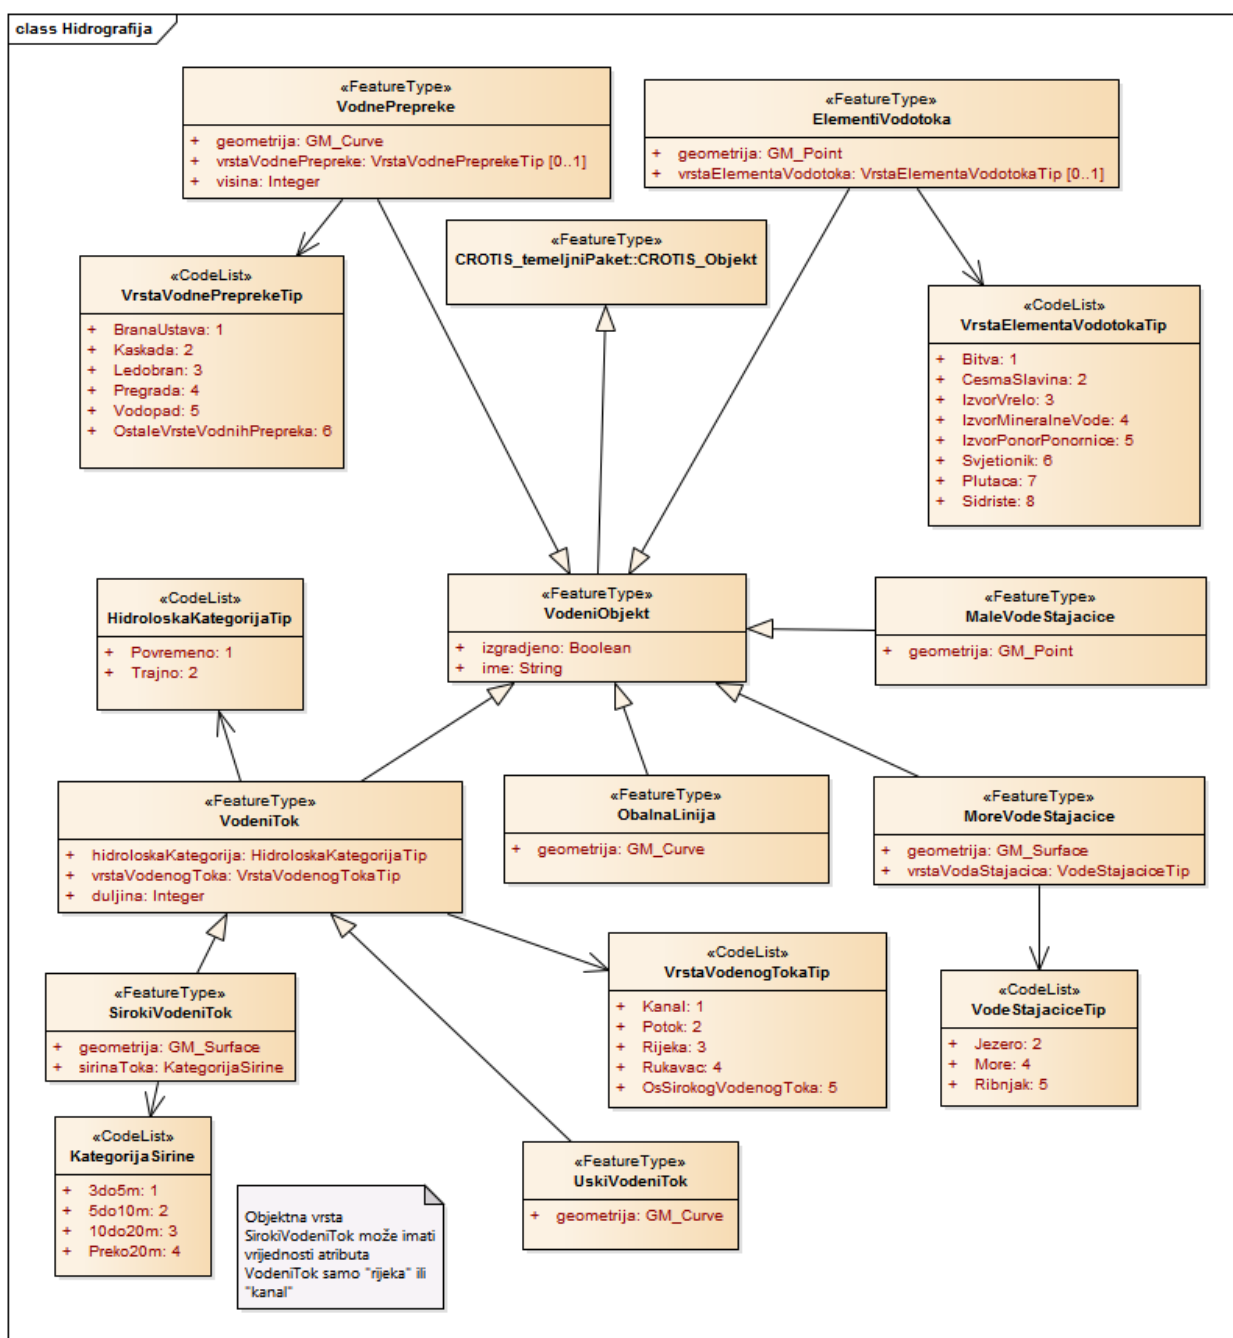 class Hidrografija
«FeatureType»
VodnePrepreke
+ geometrija: GM_Curve
+ vrstaVodnePrepreke: VrstaVodnePreprekeTip [0..1]
+ visina: Integer
«FeatureType»
ElementiVodotoka
+ geometrija: GM_Point
+ vrstaElementaVodotoka: VrstaElementaVodotokaTip [0..1]
«FeatureType»
CROTIS_temeljniPaket::CROTIS_Objekt
«CodeList»
VrstaVodnePreprekeTip
+ BranaUstava: 1
+ Kaskada: 2
+ Ledobran: 3
+ Pregrada: 4
+ Vodopad: 5
+ OstaleVrsteVodnihPrepreka: 6
«CodeList»
VrstaElementaVodotokaTip
+ Bitva: 1
+ CesmaSlavina: 2
+ IzvorVrelo: 3
+ IzvorMineralneVode: 4
+ IzvorPonorPonornice: 5
+ Svjetionik: 6
+ Plutaca: 7
+ Sidriste: 8
«CodeList»
HidroloskaKategorijaTip
+ Povremeno: 1
+ Trajno: 2
«FeatureType»
VodeniObjekt
+ izgradjeno: Boolean
+ ime: String
«FeatureType»
MaleVodeStajacice
+ geometrija: GM_Point
«FeatureType»
VodeniTok
+ hidroloskaKategorija: HidroloskaKategorijaTip
+ vrstaVodenogToka: VrstaVodenogTokaTip
+ duljina: Integer
«FeatureType»
ObalnaLinija
+ geometrija: GM_Curve
«FeatureType»
MoreVodeStajacice
+ geometrija: GM_Surface
+ vrstaVodaStajacica: VodeStajaciceTip
«FeatureType»
SirokiVodeniTok
+ geometrija: GM_Surface
+ sirinaToka: KategorijaSirine
«CodeList»
VrstaVodenogTokaTip
+ Kanal: 1
+ Potok: 2
+ Rijeka: 3
+ Rukavac: 4
+ OsSirokogVodenogToka: 5
«CodeList»
VodeStajaciceTip
+ Jezero: 2
+ More: 4
+ Ribnjak: 5
«CodeList»
KategorijaSirine
+ 3do5m: 1
+ 5do10m: 2
+ 10do20m: 3
+ Preko20m: 4
Objektna vrsta
SirokiVodeniTok može imati
vrijednosti atributa
VodeniTok samo "rijeka" ili
"kanal"
«FeatureType»
UskiVodeniTok
+ geometrija: GM_Curve